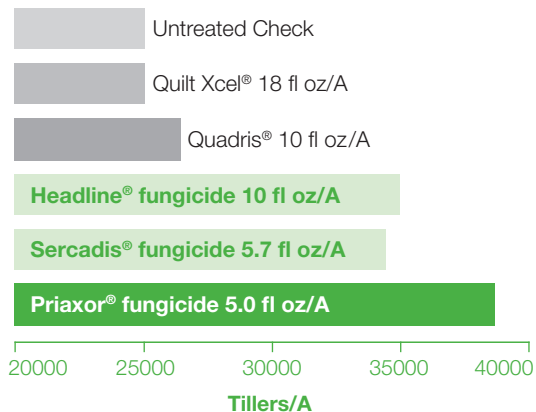 Untreated Check
Quilt Xcel® 18 fl oz/A
Quadris® 10 fl oz/A
Headline® fungicide 10 fl oz/A
Sercadis® fungicide 5.7 fl oz/A
Priaxor® fungicide 5.0 fl oz/A
20000 25000 30000 35000 40000
Tillers/A